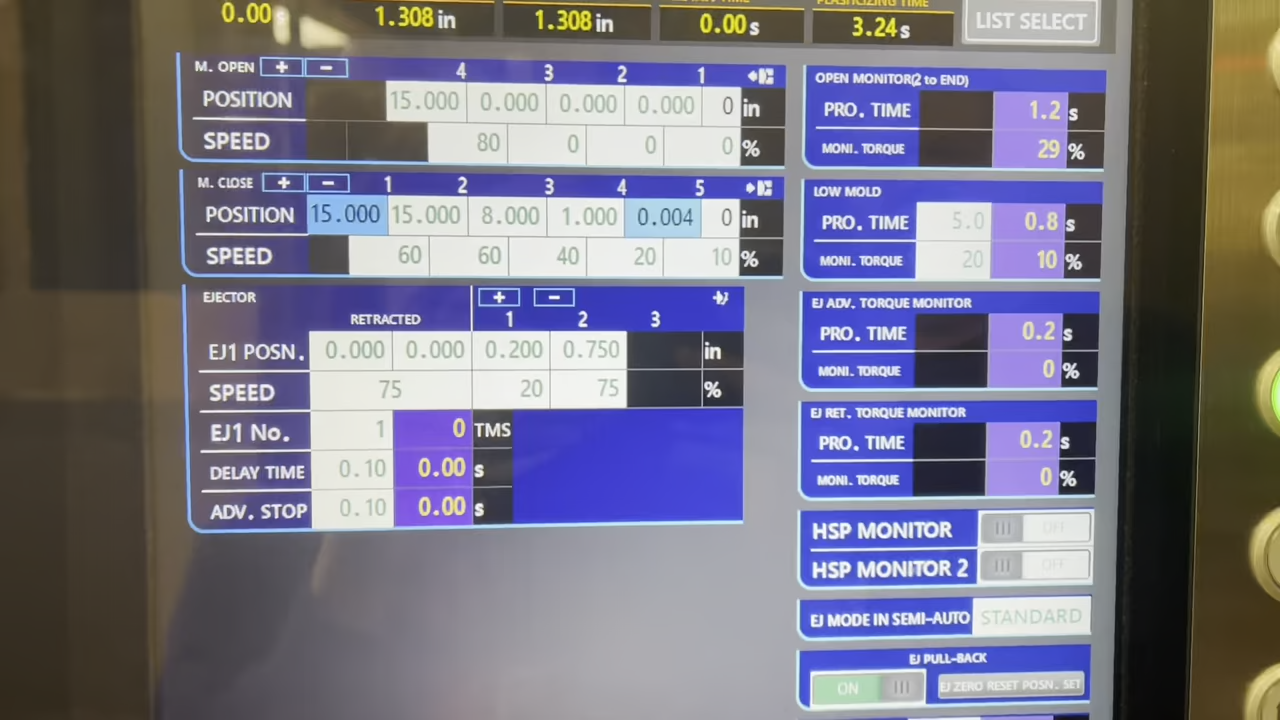 0.00 s 1.308 in 1.308 in 0.00 s PLASTICIZING TIME 3.24 s LIST SELECT
M. OPEN + − 4 3 2 1
POSITION 15.000 0.000 0.000 0.000 0 in
SPEED 80 0 0 0 %
M. CLOSE + − 1 2 3 4 5
POSITION 15.000 15.000 8.000 1.000 0.004 0 in
SPEED 60 60 40 20 10 %
EJECTOR + −
RETRACTED 1 2 3
EJ1 POSN. 0.000 0.000 0.200 0.750 in
SPEED 75 20 75 %
EJ1 No. 1 0 TMS
DELAY TIME 0.10 0.00 s
ADV. STOP 0.10 0.00 s
OPEN MONITOR(2 to END)
PRO. TIME 1.2 s
MONI. TORQUE 29 %
LOW MOLD
PRO. TIME 5.0 0.8 s
MONI. TORQUE 20 10 %
EJ ADV. TORQUE MONITOR
PRO. TIME 0.2 s
MONI. TORQUE 0 %
EJ RET. TORQUE MONITOR
PRO. TIME 0.2 s
MONI. TORQUE 0 %
HSP MONITOR OFF
HSP MONITOR 2 OFF
EJ MODE IN SEMI-AUTO STANDARD
EJ PULL-BACK
ON EJ ZERO RESET POSN. SET